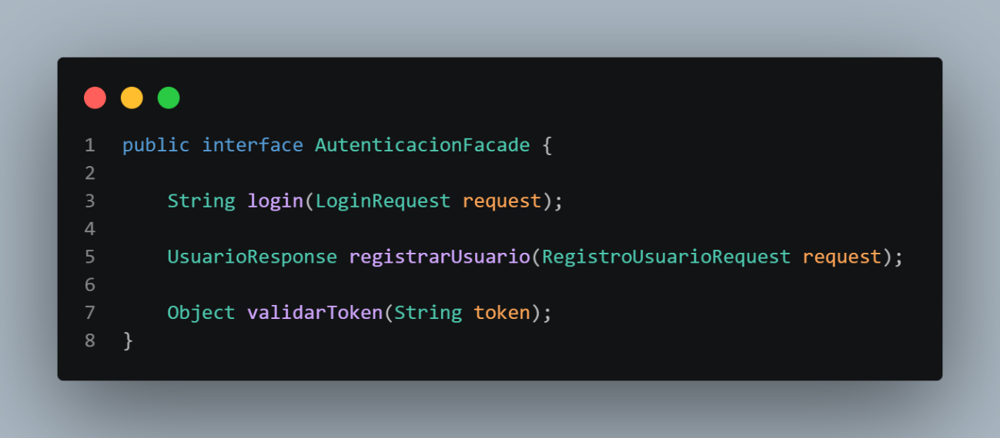 1 public interface AutenticacionFacade {
2
3 String login(LoginRequest request);
4
5 UsuarioResponse registrarUsuario(RegistroUsuarioRequest request);
6
7 Object validarToken(String token);
8 }